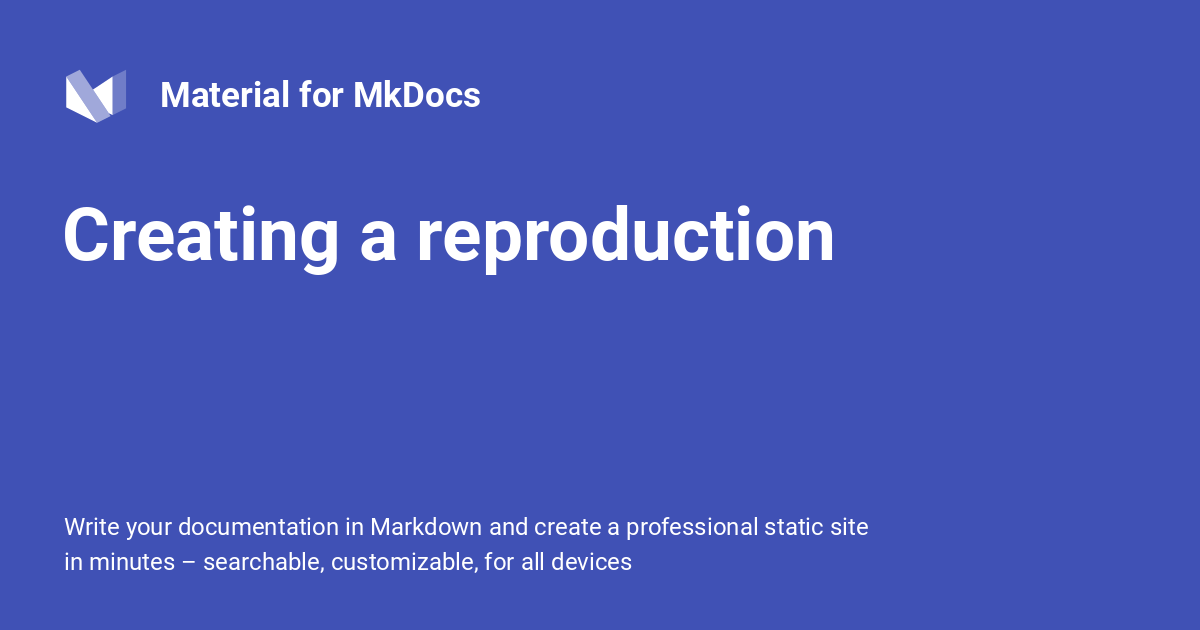 Material for MkDocs
Creating a reproduction
Write your documentation in Markdown and create a professional static site
in minutes – searchable, customizable, for all devices